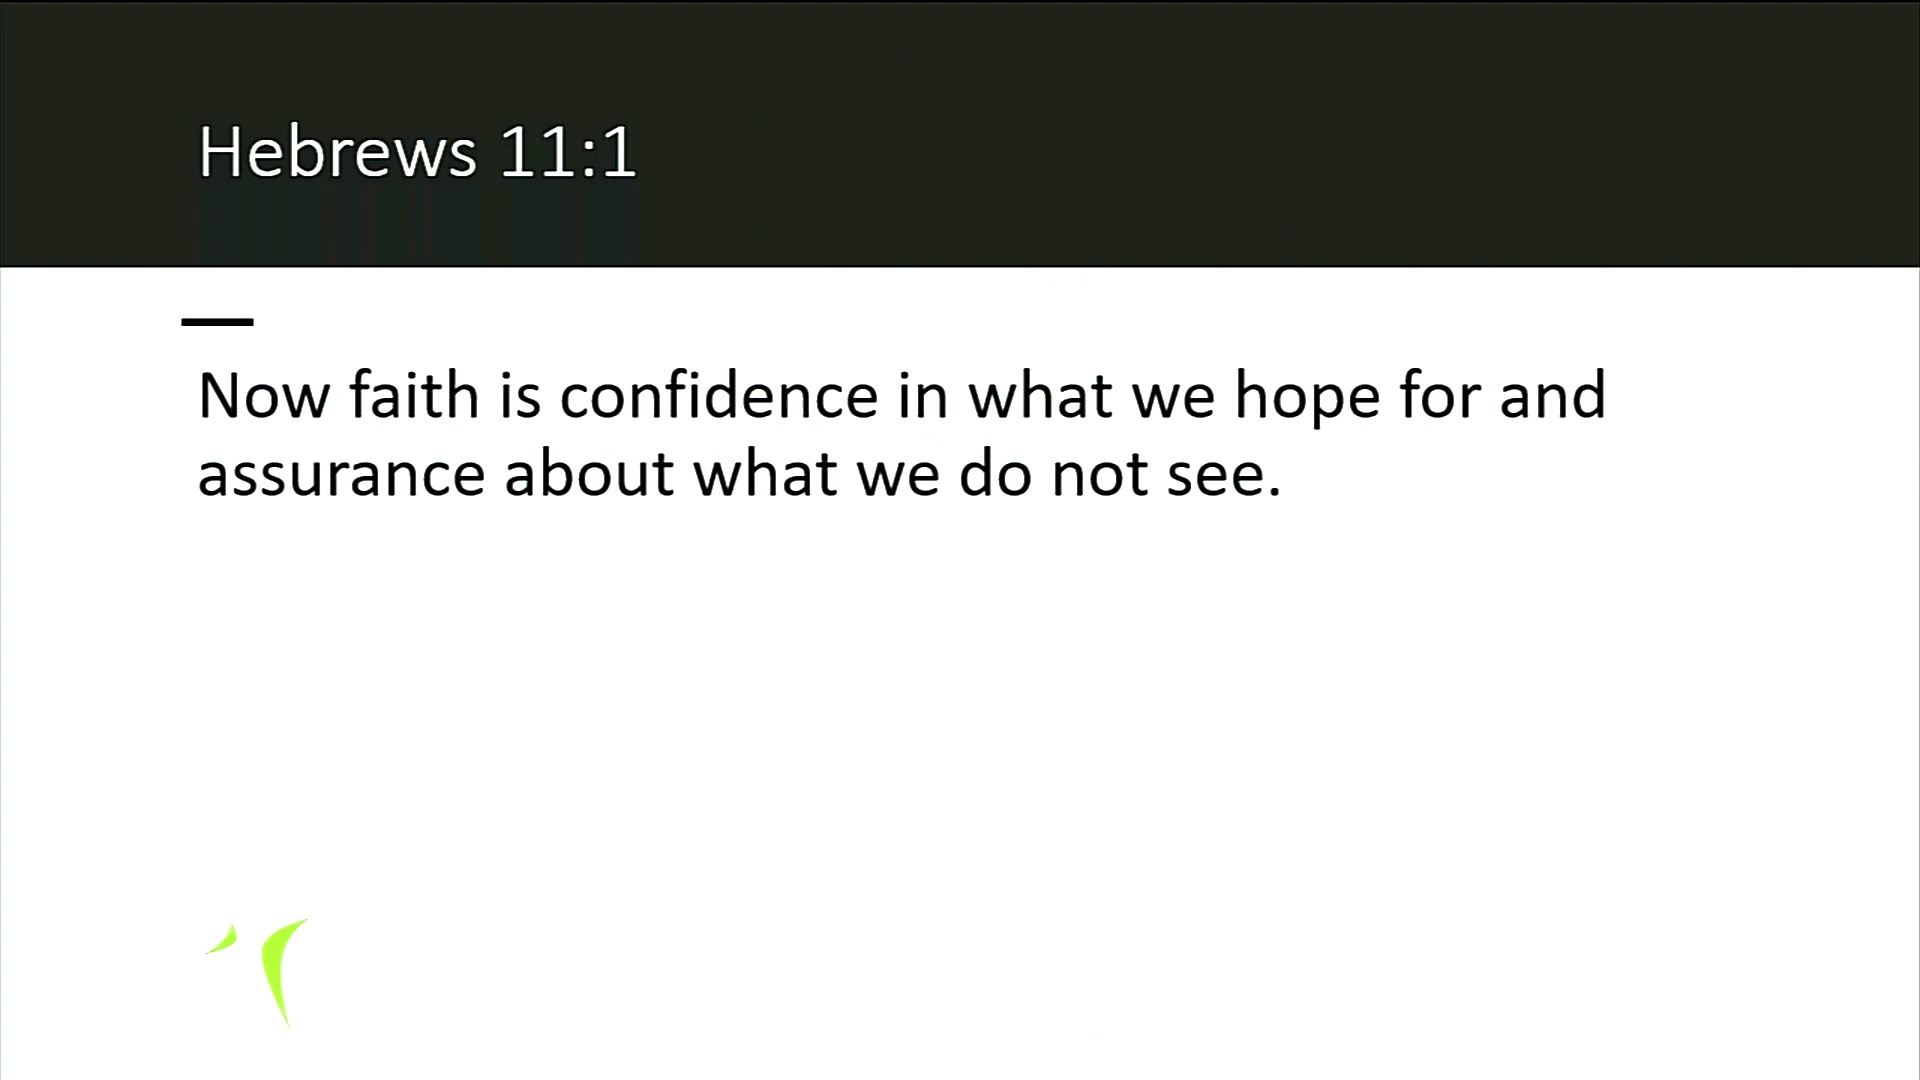 Hebrews 11:1
Now faith is confidence in what we hope for and
assurance about what we do not see.